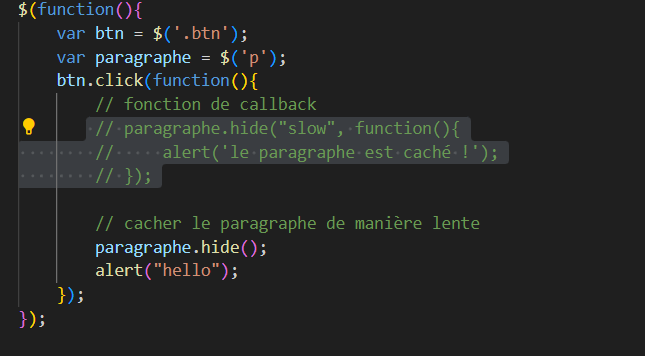 $(function(){
var btn = $('.btn');
var paragraphe = $('p');
btn.click(function(){
// fonction de callback
// paragraphe.hide("slow", function(){
//     alert('le paragraphe est caché !');
// });
// cacher le paragraphe de manière lente
paragraphe.hide();
alert("hello");
});
});